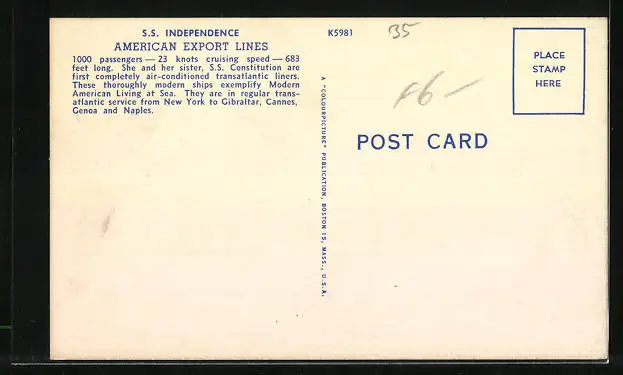 S.S. INDEPENDENCE
AMERICAN EXPORT LINES
1000 passengers — 23 knots cruising speed — 683
feet long. She and her sister, S.S. Constitution are
first completely air-conditioned transatlantic liners.
These thoroughly modern ships exemplify Modern
American Living at Sea. They are in regular trans-
atlantic service from New York to Gibraltar, Cannes,
Genoa and Naples.
K5981
35
A "COLOURPICTURE" PUBLICATION, BOSTON 15, MASS., U.S.A.
POST CARD
PLACE
STAMP
HERE